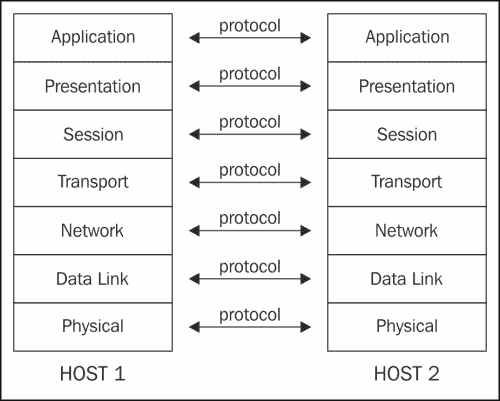 Application protocol Application
Presentation protocol Presentation
Session protocol Session
Transport protocol Transport
Network protocol Network
Data Link protocol Data Link
Physical protocol Physical
HOST 1 HOST 2